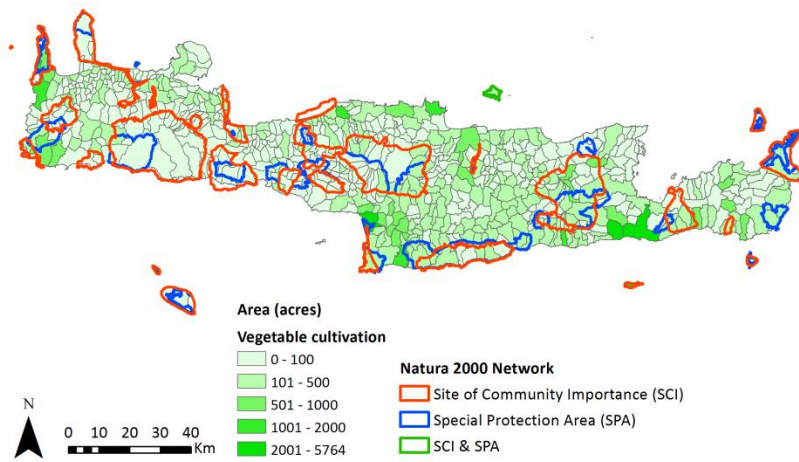 Area (acres)
Vegetable cultivation
0 - 100
101 - 500
501 - 1000
1001 - 2000
2001 - 5764
Natura 2000 Network
Site of Community Importance (SCI)
Special Protection Area (SPA)
SCI & SPA
N
0 5 10 20 30 40
Km